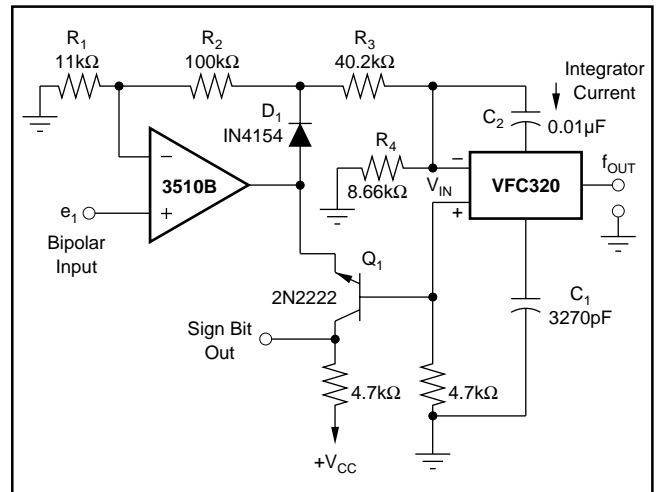 R1
11kΩ
R2
100kΩ
R3
40.2kΩ
Integrator
Current
D1
IN4154
C2
0.01µF
R4
8.66kΩ
−
3510B
+
e1
Bipolar
Input
−
VIN
+
VFC320
fOUT
Q1
2N2222
C1
3270pF
Sign Bit
Out
4.7kΩ
4.7kΩ
+VCC